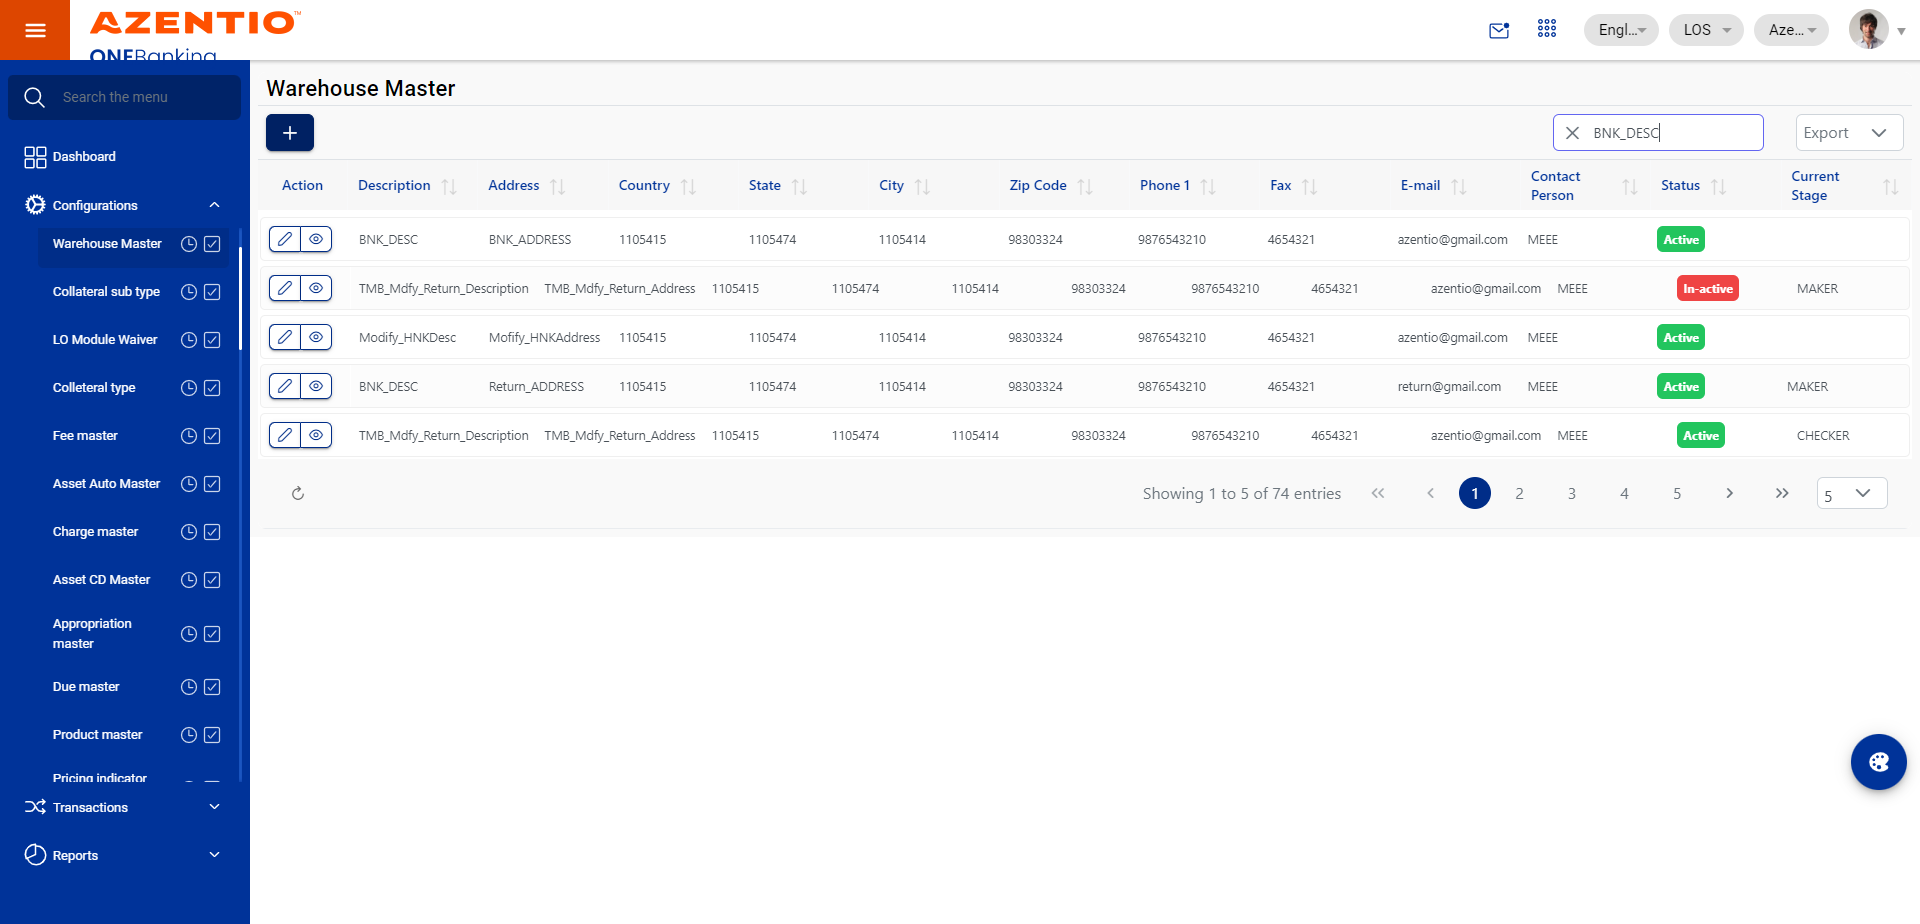 AZENTIO™
ONEBanking
Engl...
LOS
Aze...
Search the menu
Dashboard
Configurations
Warehouse Master
Collateral sub type
LO Module Waiver
Colleteral type
Fee master
Asset Auto Master
Charge master
Asset CD Master
Appropriation
master
Due master
Product master
Pricing indicator
Transactions
Reports
Warehouse Master
+
BNK_DESC
Export
Action Description Address Country State City Zip Code Phone 1 Fax E-mail Contact Person Status Current Stage
BNK_DESC BNK_ADDRESS 1105415 1105474 1105414 98303324 9876543210 4654321 azentio@gmail.com MEEE Active
TMB_Mdfy_Return_Description TMB_Mdfy_Return_Address 1105415 1105474 1105414 98303324 9876543210 4654321 azentio@gmail.com MEEE In-active MAKER
Modify_HNKDesc Mofify_HNKAddress 1105415 1105474 1105414 98303324 9876543210 4654321 azentio@gmail.com MEEE Active
BNK_DESC Return_ADDRESS 1105415 1105474 1105414 98303324 9876543210 4654321 return@gmail.com MEEE Active MAKER
TMB_Mdfy_Return_Description TMB_Mdfy_Return_Address 1105415 1105474 1105414 98303324 9876543210 4654321 azentio@gmail.com MEEE Active CHECKER
Showing 1 to 5 of 74 entries « ‹ 1 2 3 4 5 › » 5